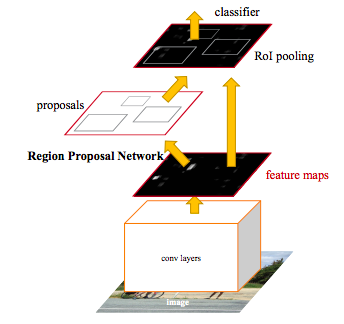 classifier
RoI pooling
proposals
Region Proposal Network
feature maps
conv layers
image